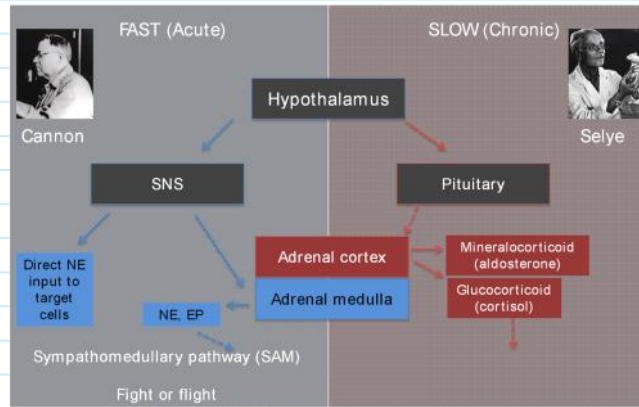 FAST (Acute)
SLOW (Chronic)
Cannon
Selye
Hypothalamus
SNS
Pituitary
Adrenal cortex
Adrenal medulla
Mineralocorticoid
(aldosterone)
Glucocorticoid
(cortisol)
Direct NE
input to
target
cells
NE, EP
Sympathomedullary pathway (SAM)
Fight or flight